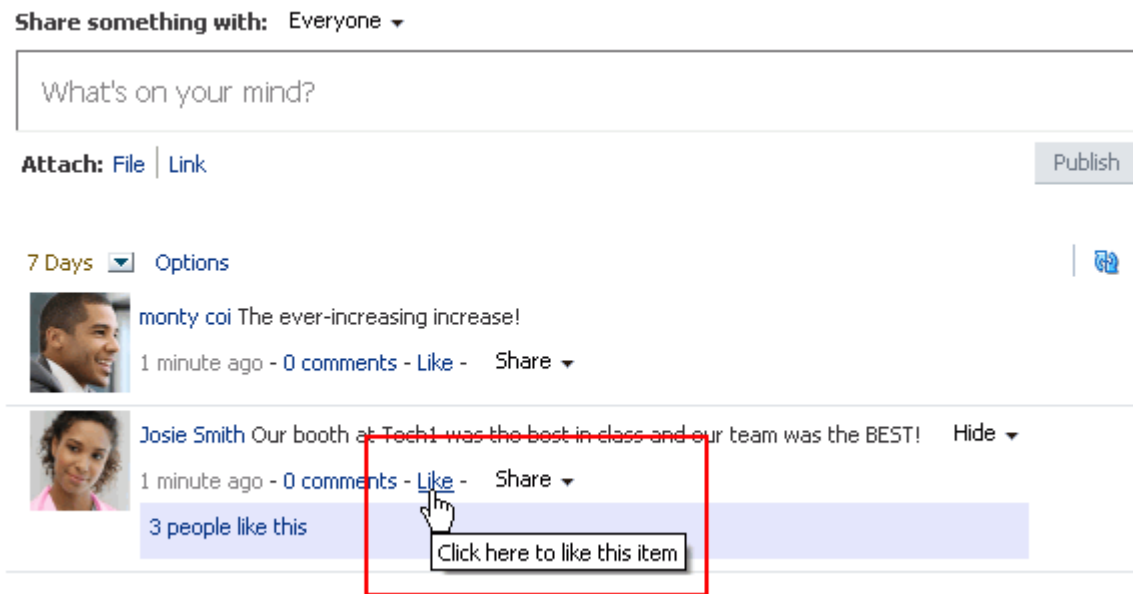 Share something with: Everyone
What's on your mind?
Attach: File | Link
Publish
7 Days Options
monty coi The ever-increasing increase!
1 minute ago - 0 comments - Like - Share
Josie Smith Our booth at Tech1 was the best in class and our team was the BEST! Hide
1 minute ago - 0 comments - Like - Share
3 people like this
Click here to like this item